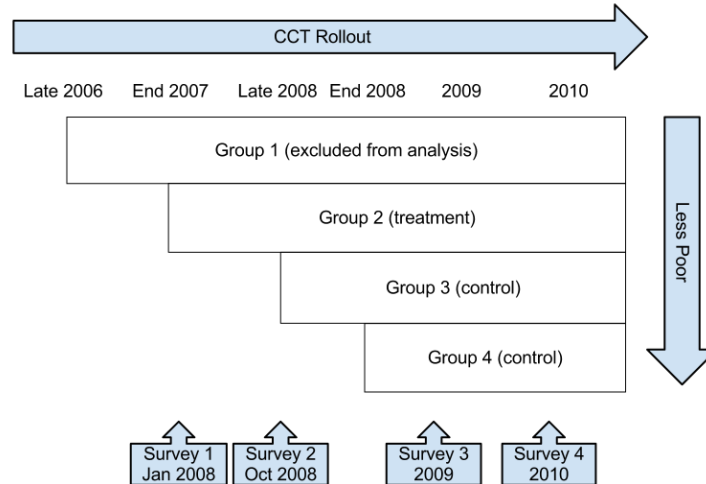 CCT Rollout
Late 2006
End 2007
Late 2008
End 2008
2009
2010
Group 1 (excluded from analysis)
Group 2 (treatment)
Group 3 (control)
Group 4 (control)
Less Poor
Survey 1
Jan 2008
Survey 2
Oct 2008
Survey 3
2009
Survey 4
2010